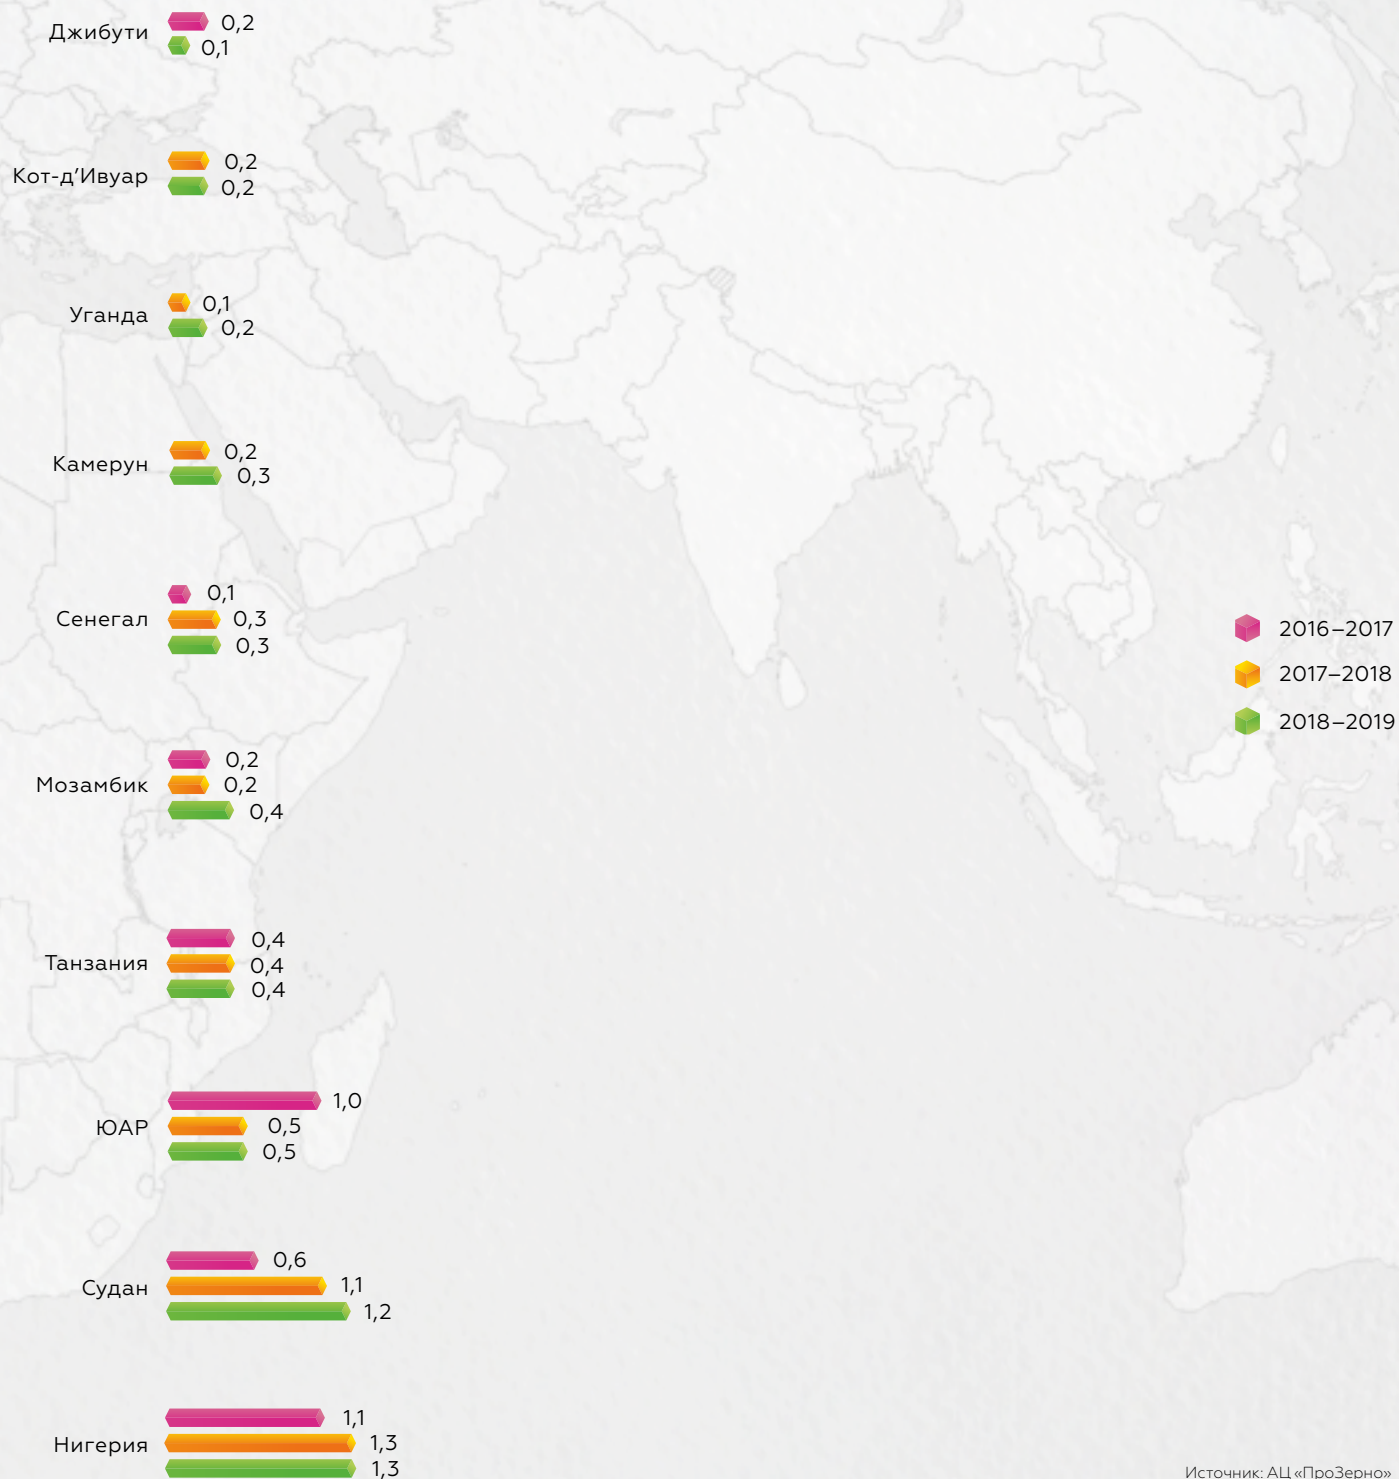 Джибути
0,2
0,1
Кот-д’Ивуар
0,2
0,2
Уганда
0,1
0,2
Камерун
0,2
0,3
Сенегал
0,1
0,3
0,3
2016–2017
2017–2018
2018–2019
Мозамбик
0,2
0,2
0,4
Танзания
0,4
0,4
0,4
ЮАР
1,0
0,5
0,5
Судан
0,6
1,1
1,2
Нигерия
1,1
1,3
1,3
Источник: АЦ «ПроЗерно»